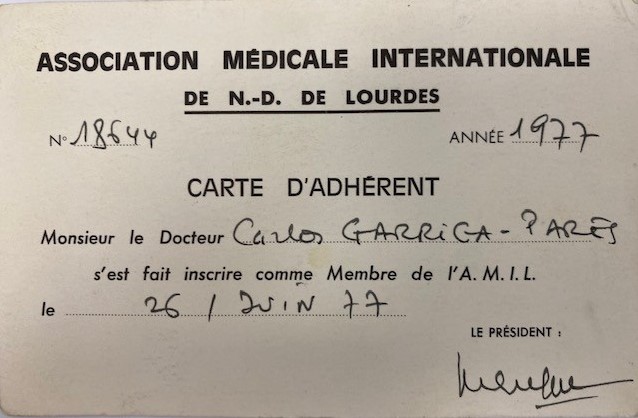 ASSOCIATION MÉDICALE INTERNATIONALE
DE N.-D. DE LOURDES
N° 18644 ANNÉE 1977
CARTE D'ADHÉRENT
Monsieur le Docteur Carlos GARRIGA-PARÉS
s'est fait inscrire comme Membre de l'A.M.I.L.
le 26 / JUIN 77
LE PRÉSIDENT :